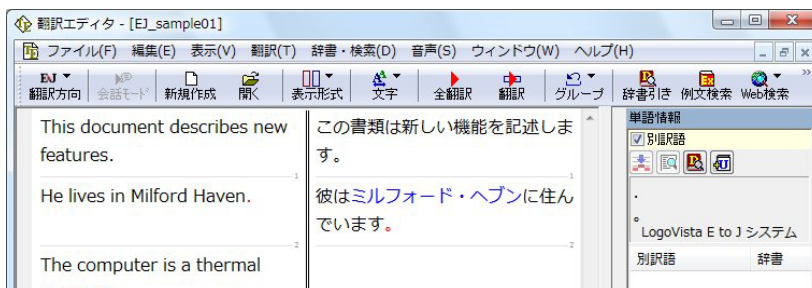 翻訳エディタ - [EJ_sample01]
ファイル(F) 編集(E) 表示(V) 翻訳(T) 辞書・検索(D) 音声(S) ウィンドウ(W) ヘルプ(H)
EJ
翻訳方向 会話モード 新規作成 開く 表示形式 文字 全翻訳 翻訳 グループ 辞書引き 例文検索 Web検索
This document describes new
features.
1
He lives in Milford Haven.
2
The computer is a thermal
この書類は新しい機能を記述しま
す。
1
彼はミルフォード・ヘブンに住ん
でいます。
2
単語情報
別訳語
.
。
LogoVista E to J システム
別訳語 辞書